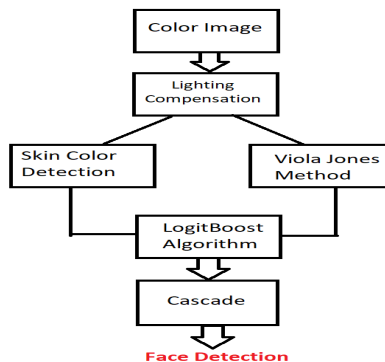 Color Image
Lighting
Compensation
Skin Color
Detection
Viola Jones
Method
LogitBoost
Algorithm
Cascade
Face Detection